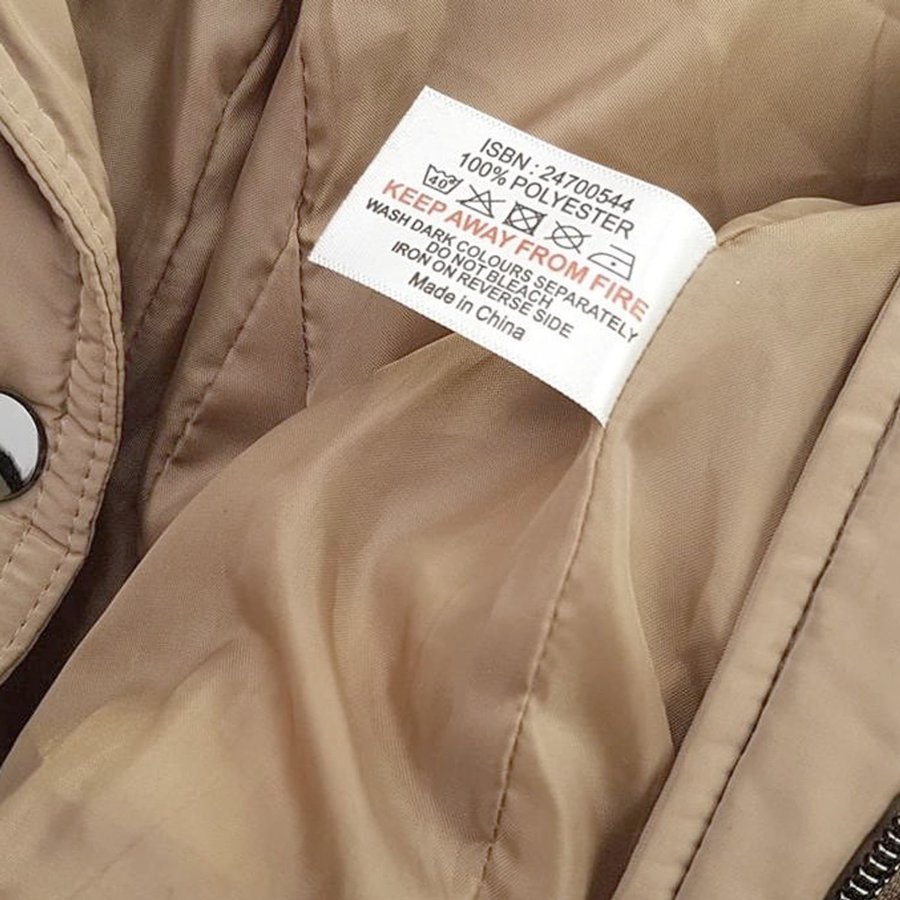 ISBN : 24700544
100% POLYESTER
40°
KEEP AWAY FROM FIRE
WASH DARK COLOURS SEPARATELY
DO NOT BLEACH
IRON ON REVERSE SIDE
Made in China